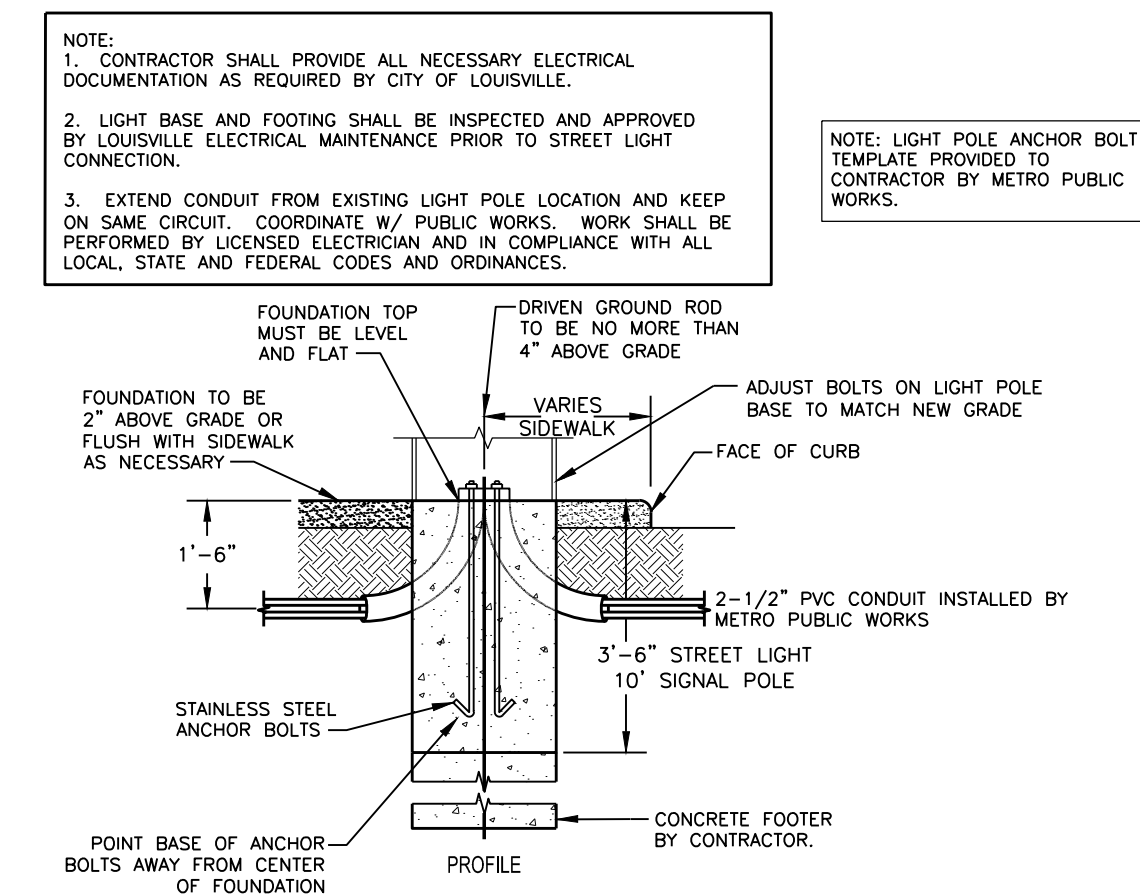 NOTE:
1. CONTRACTOR SHALL PROVIDE ALL NECESSARY ELECTRICAL
DOCUMENTATION AS REQUIRED BY CITY OF LOUISVILLE.
2. LIGHT BASE AND FOOTING SHALL BE INSPECTED AND APPROVED
BY LOUISVILLE ELECTRICAL MAINTENANCE PRIOR TO STREET LIGHT
CONNECTION.
3. EXTEND CONDUIT FROM EXISTING LIGHT POLE LOCATION AND KEEP
ON SAME CIRCUIT. COORDINATE W/ PUBLIC WORKS. WORK SHALL BE
PERFORMED BY LICENSED ELECTRICIAN AND IN COMPLIANCE WITH ALL
LOCAL, STATE AND FEDERAL CODES AND ORDINANCES.
NOTE: LIGHT POLE ANCHOR BOLT
TEMPLATE PROVIDED TO
CONTRACTOR BY METRO PUBLIC
WORKS.
FOUNDATION TOP
MUST BE LEVEL
AND FLAT
DRIVEN GROUND ROD
TO BE NO MORE THAN
4" ABOVE GRADE
FOUNDATION TO BE
2" ABOVE GRADE OR
FLUSH WITH SIDEWALK
AS NECESSARY
VARIES
SIDEWALK
ADJUST BOLTS ON LIGHT POLE
BASE TO MATCH NEW GRADE
FACE OF CURB
1'-6"
2-1/2" PVC CONDUIT INSTALLED BY
METRO PUBLIC WORKS
3'-6" STREET LIGHT
10' SIGNAL POLE
STAINLESS STEEL
ANCHOR BOLTS
POINT BASE OF ANCHOR
BOLTS AWAY FROM CENTER
OF FOUNDATION
PROFILE
CONCRETE FOOTER
BY CONTRACTOR.